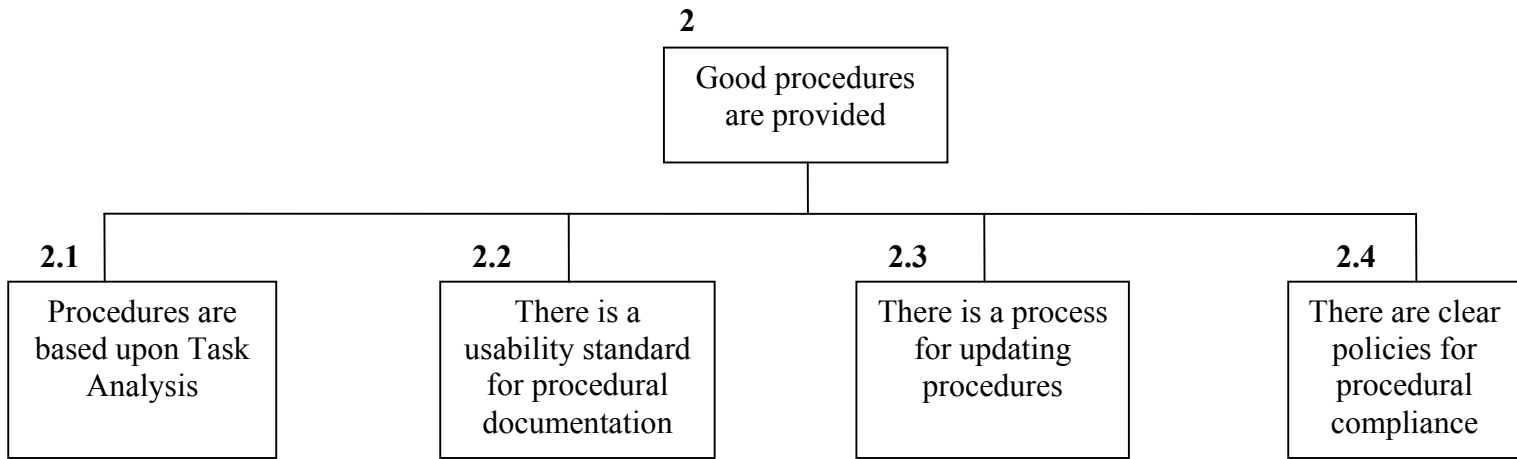 2
Good procedures
are provided
2.1
Procedures are
based upon Task
Analysis
2.2
There is a
usability standard
for procedural
documentation
2.3
There is a process
for updating
procedures
2.4
There are clear
policies for
procedural
compliance